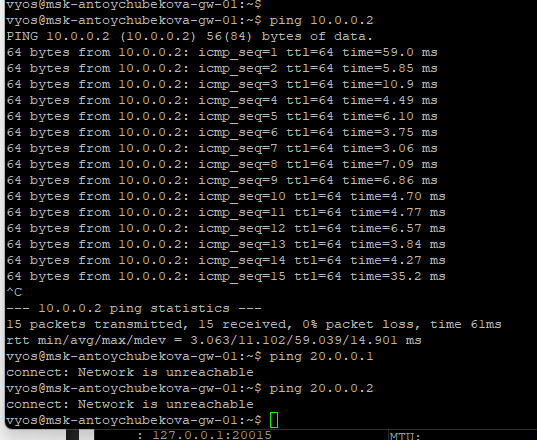 vyos@msk-antoychubekova-gw-01:~$
vyos@msk-antoychubekova-gw-01:~$ ping 10.0.0.2
PING 10.0.0.2 (10.0.0.2) 56(84) bytes of data.
64 bytes from 10.0.0.2: icmp_seq=1 ttl=64 time=59.0 ms
64 bytes from 10.0.0.2: icmp_seq=2 ttl=64 time=5.85 ms
64 bytes from 10.0.0.2: icmp_seq=3 ttl=64 time=10.9 ms
64 bytes from 10.0.0.2: icmp_seq=4 ttl=64 time=4.49 ms
64 bytes from 10.0.0.2: icmp_seq=5 ttl=64 time=6.10 ms
64 bytes from 10.0.0.2: icmp_seq=6 ttl=64 time=3.75 ms
64 bytes from 10.0.0.2: icmp_seq=7 ttl=64 time=3.06 ms
64 bytes from 10.0.0.2: icmp_seq=8 ttl=64 time=7.09 ms
64 bytes from 10.0.0.2: icmp_seq=9 ttl=64 time=6.86 ms
64 bytes from 10.0.0.2: icmp_seq=10 ttl=64 time=4.70 ms
64 bytes from 10.0.0.2: icmp_seq=11 ttl=64 time=4.77 ms
64 bytes from 10.0.0.2: icmp_seq=12 ttl=64 time=6.57 ms
64 bytes from 10.0.0.2: icmp_seq=13 ttl=64 time=3.84 ms
64 bytes from 10.0.0.2: icmp_seq=14 ttl=64 time=4.27 ms
64 bytes from 10.0.0.2: icmp_seq=15 ttl=64 time=35.2 ms
^C
--- 10.0.0.2 ping statistics ---
15 packets transmitted, 15 received, 0% packet loss, time 61ms
rtt min/avg/max/mdev = 3.063/11.102/59.039/14.901 ms
vyos@msk-antoychubekova-gw-01:~$ ping 20.0.0.1
connect: Network is unreachable
vyos@msk-antoychubekova-gw-01:~$ ping 20.0.0.2
connect: Network is unreachable
vyos@msk-antoychubekova-gw-01:~$
: 127.0.0.1:20015 MTU: